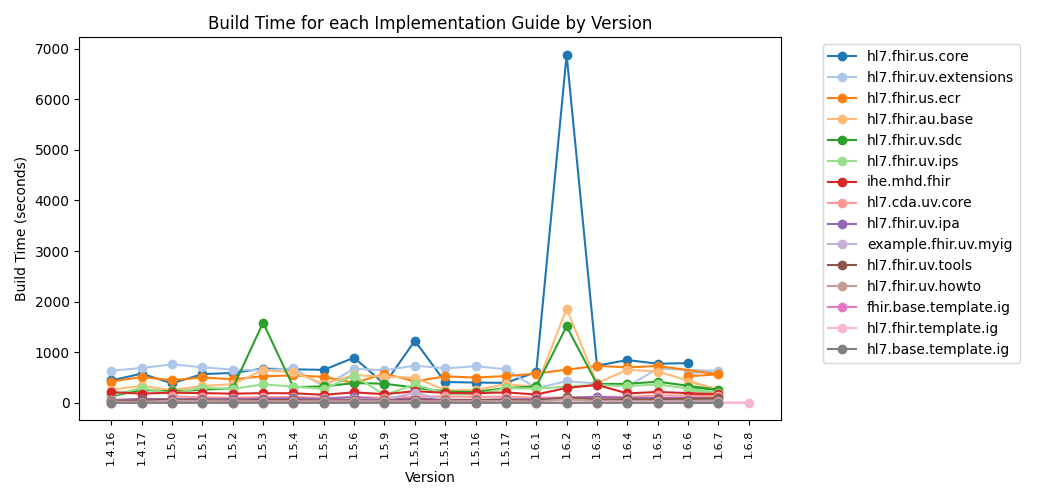 Build Time for each Implementation Guide by Version
Build Time (seconds)
7000
6000
5000
4000
3000
2000
1000
0
1.4.16
1.4.17
1.5.0
1.5.1
1.5.2
1.5.3
1.5.4
1.5.5
1.5.6
1.5.9
1.5.10
1.5.14
1.5.16
1.5.17
1.6.1
1.6.2
1.6.3
1.6.4
1.6.5
1.6.6
1.6.7
1.6.8
Version
hl7.fhir.us.core
hl7.fhir.uv.extensions
hl7.fhir.us.ecr
hl7.fhir.au.base
hl7.fhir.uv.sdc
hl7.fhir.uv.ips
ihe.mhd.fhir
hl7.cda.uv.core
hl7.fhir.uv.ipa
example.fhir.uv.myig
hl7.fhir.uv.tools
hl7.fhir.uv.howto
fhir.base.template.ig
hl7.fhir.template.ig
hl7.base.template.ig